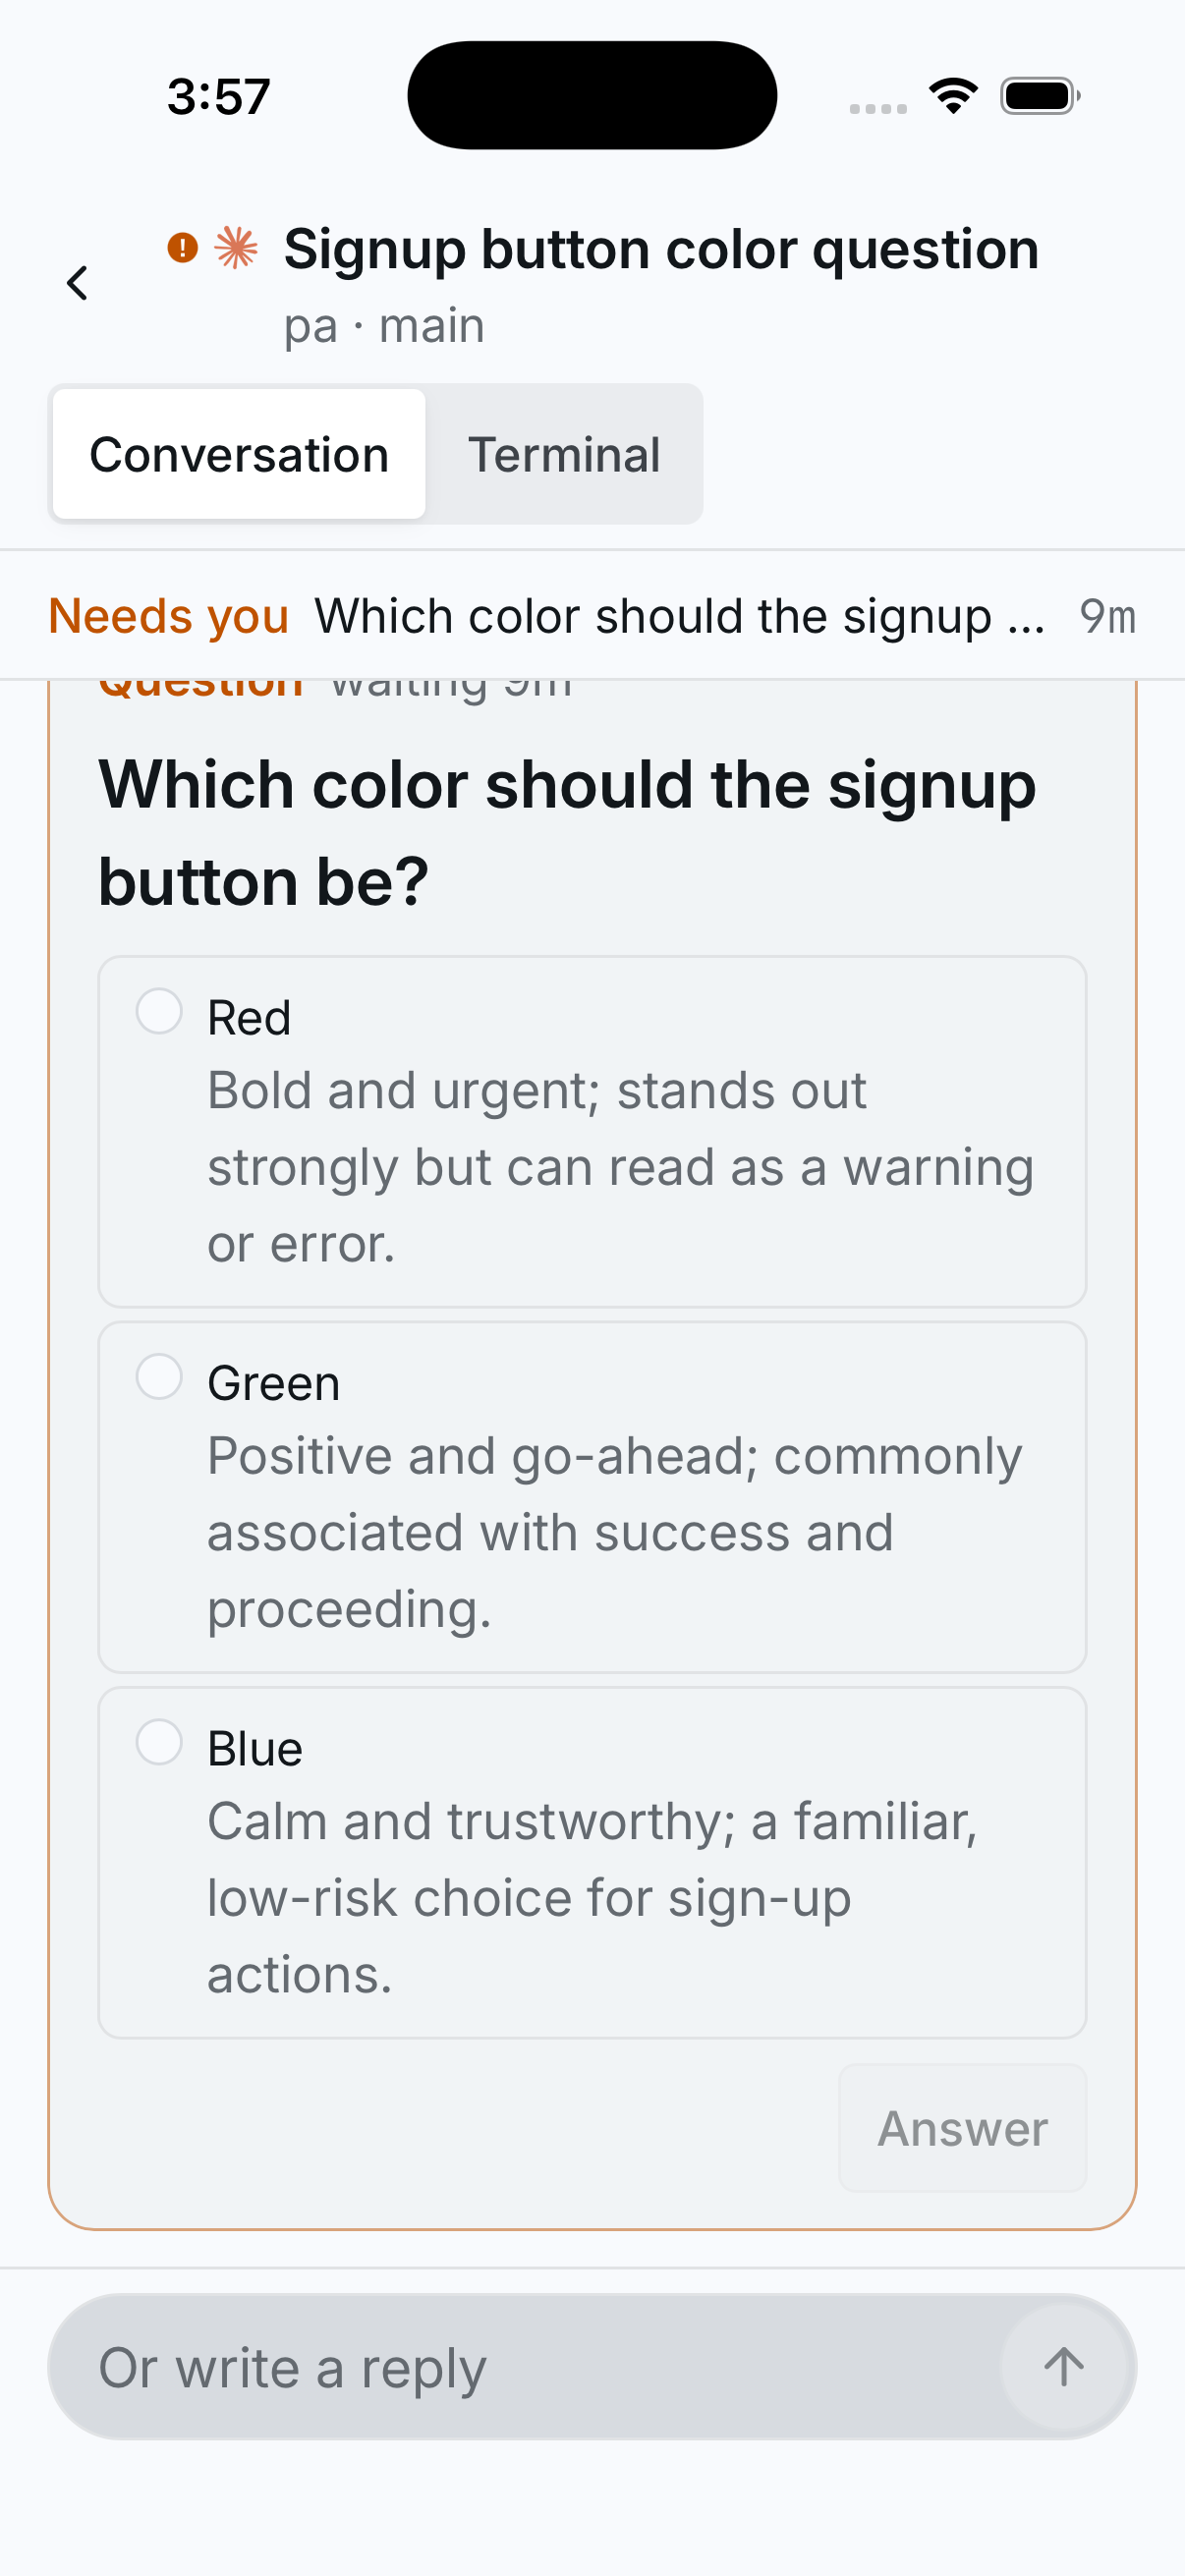 3:57
Signup button color question
pa · main
Conversation Terminal
Needs you Which color should the signup ... 9m
Question waiting 9m
Which color should the signup
button be?
Red
Bold and urgent; stands out
strongly but can read as a warning
or error.
Green
Positive and go-ahead; commonly
associated with success and
proceeding.
Blue
Calm and trustworthy; a familiar,
low-risk choice for sign-up
actions.
Answer
Or write a reply